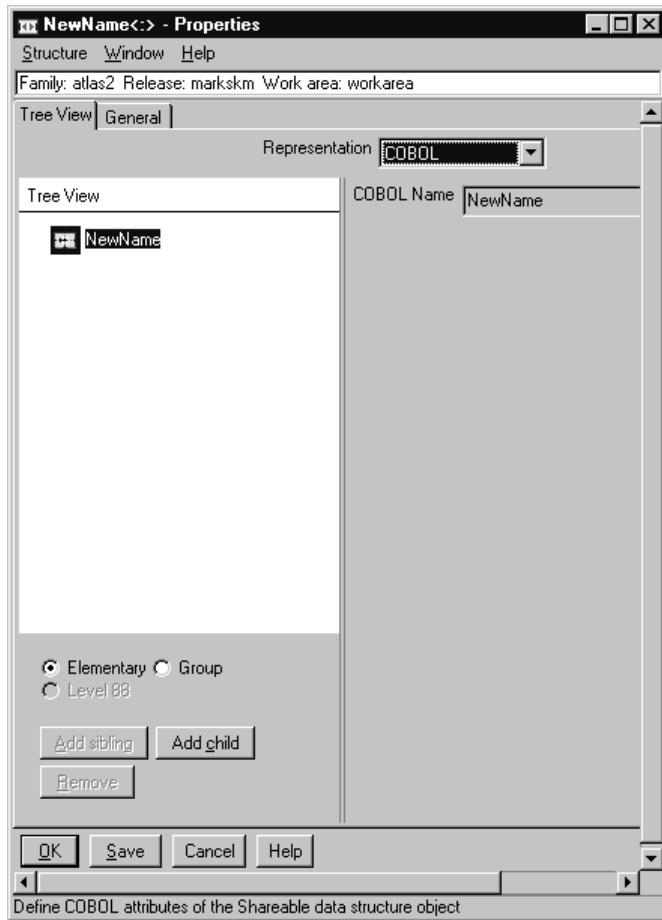 NewName<:> - Properties
Structure Window Help
Family: atlas2 Release: markskm Work area: workarea
Tree View General
Representation COBOL
Tree View
COBOL Name NewName
NewName
Elementary Group
Level 88
Add sibling Add child
Remove
OK Save Cancel Help
Define COBOL attributes of the Shareable data structure object